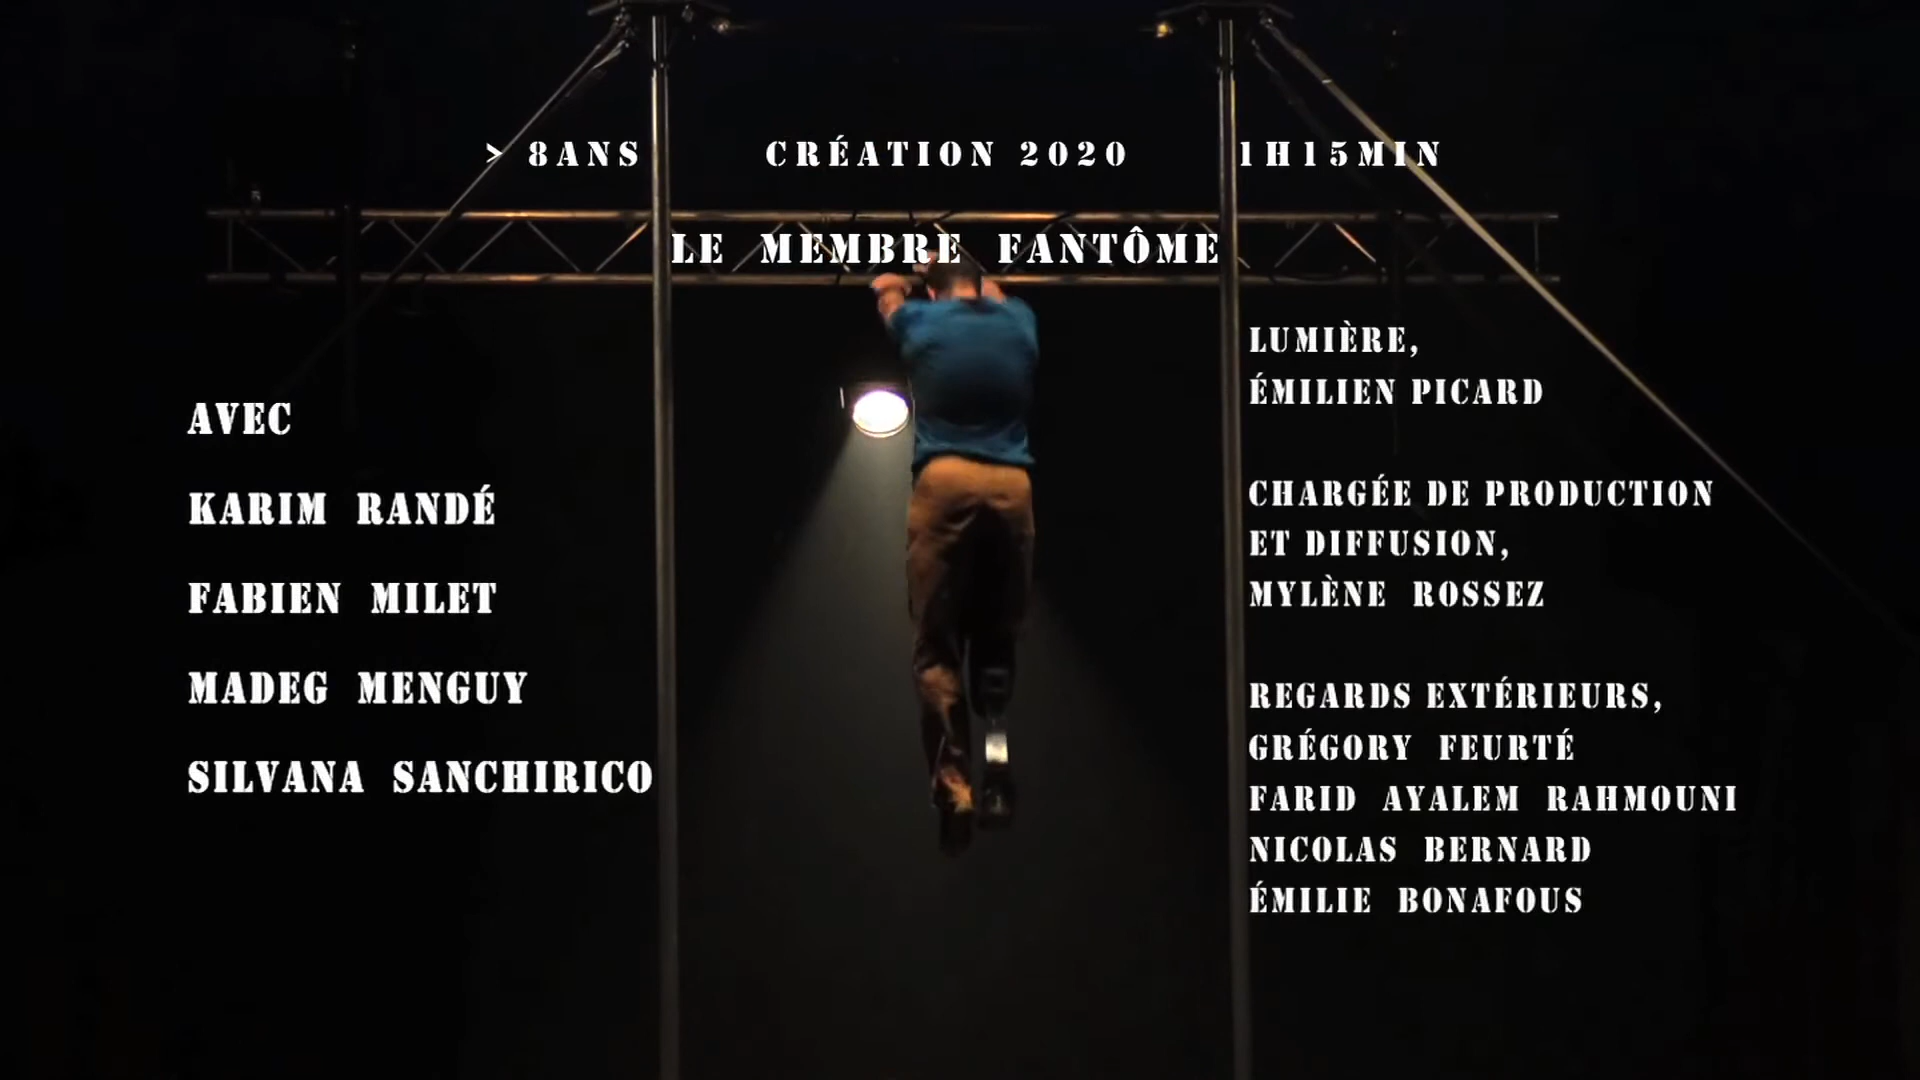 > 8ANS CRÉATION 2020 1H15MIN
LE MEMBRE FANTÔME
AVEC
KARIM RANDÉ
FABIEN MILET
MADEG MENGUY
SILVANA SANCHIRICO
LUMIÈRE,
ÉMILIEN PICARD
CHARGÉE DE PRODUCTION
ET DIFFUSION,
MYLÈNE ROSSEZ
REGARDS EXTÉRIEURS,
GRÉGORY FEURTÉ
FARID AYALEM RAHMOUNI
NICOLAS BERNARD
ÉMILIE BONAFOUS